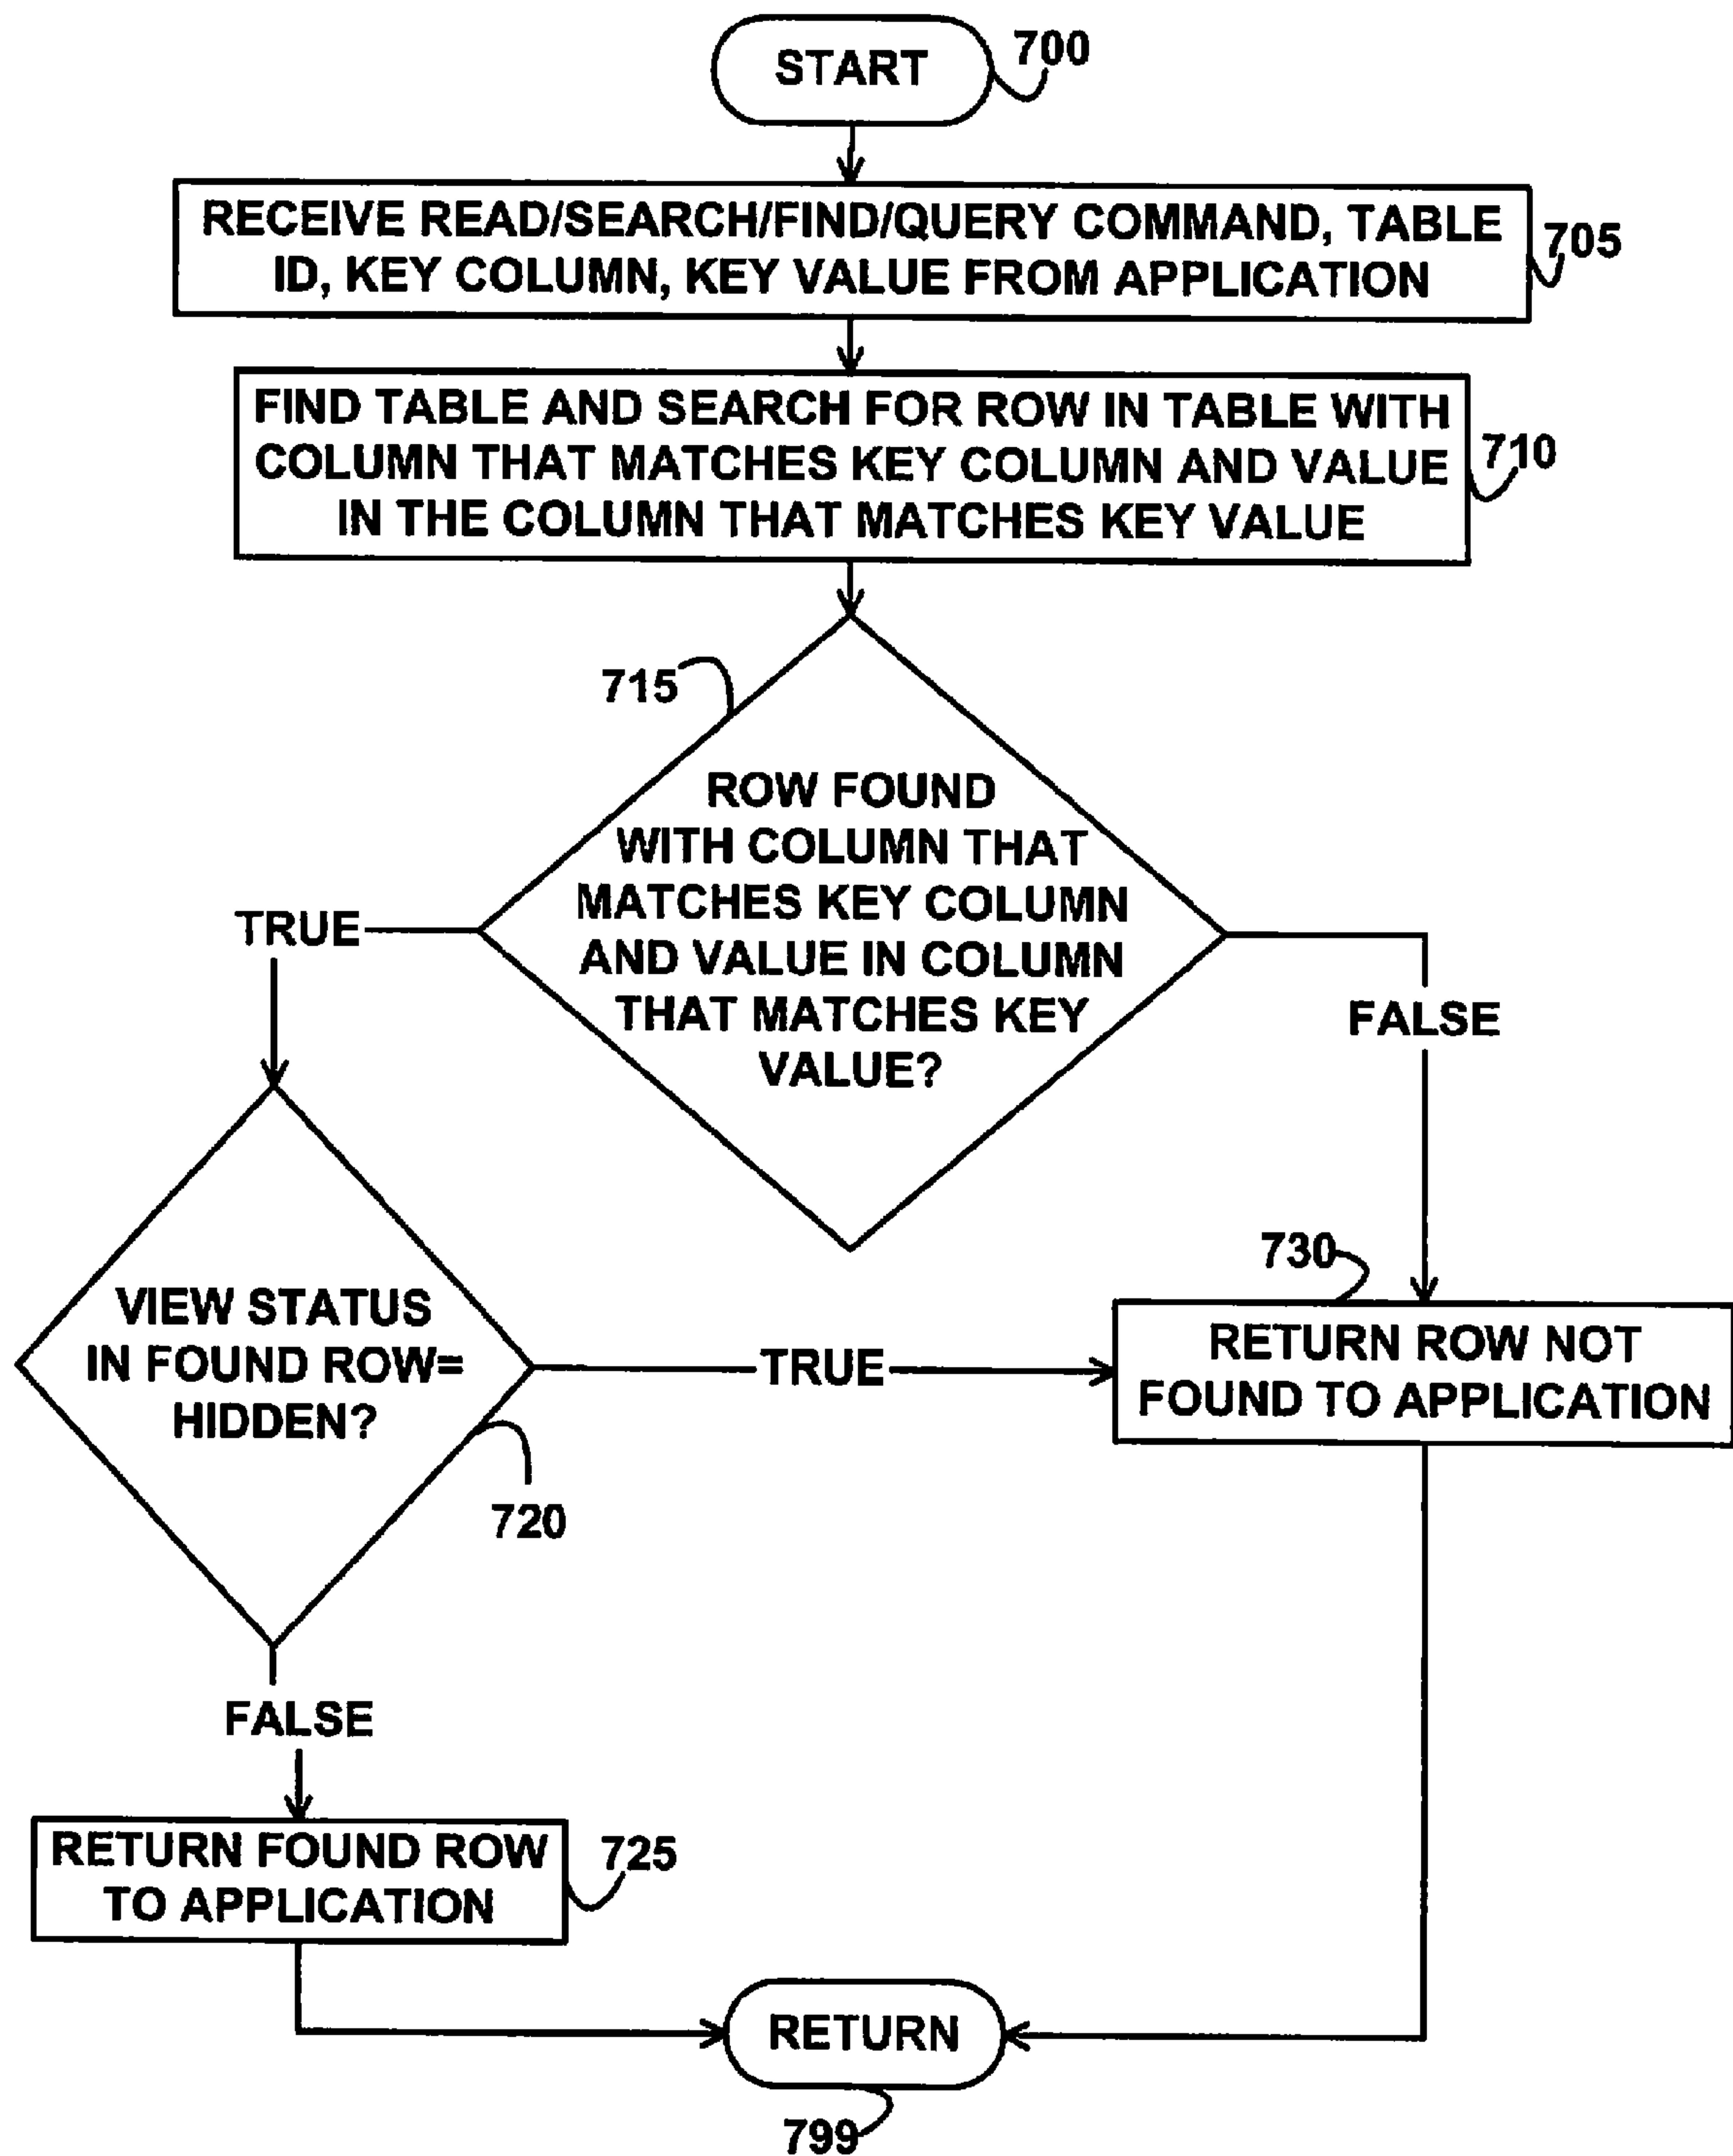 START
700
RECEIVE READ/SEARCH/FIND/QUERY COMMAND, TABLE
ID, KEY COLUMN, KEY VALUE FROM APPLICATION
705
FIND TABLE AND SEARCH FOR ROW IN TABLE WITH
COLUMN THAT MATCHES KEY COLUMN AND VALUE
IN THE COLUMN THAT MATCHES KEY VALUE
710
715
ROW FOUND
WITH COLUMN THAT
MATCHES KEY COLUMN
AND VALUE IN COLUMN
THAT MATCHES KEY
VALUE?
TRUE
FALSE
VIEW STATUS
IN FOUND ROW=
HIDDEN?
720
TRUE
730
RETURN ROW NOT
FOUND TO APPLICATION
FALSE
RETURN FOUND ROW
TO APPLICATION
725
RETURN
799